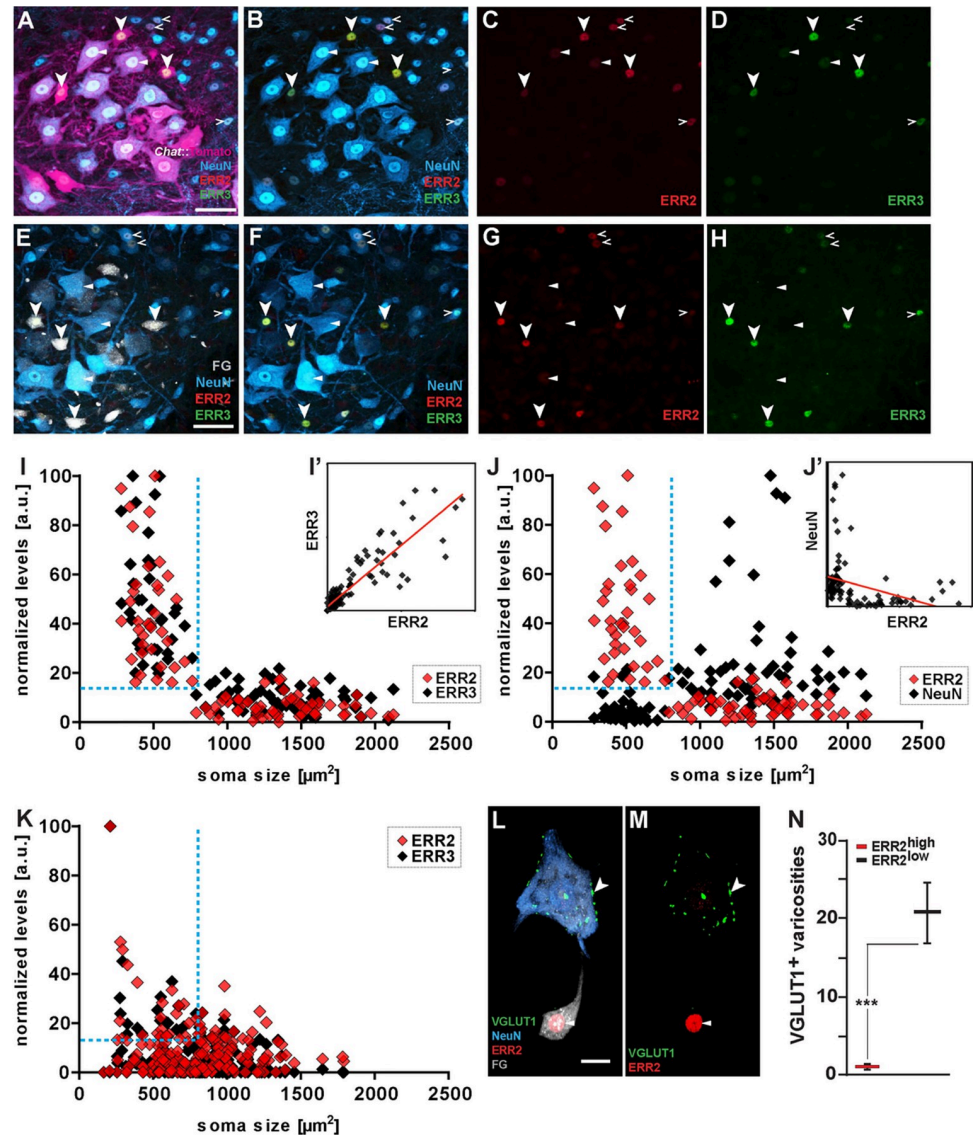 A
B
C
D
Chat::tdTomato
NeuN
ERR2
ERR3
NeuN
ERR2
ERR3
ERR2
ERR3
E
F
G
H
FG
NeuN
ERR2
ERR3
NeuN
ERR2
ERR3
ERR2
ERR3
I
normalized levels [a.u.]
100
80
60
40
20
0
0
500
1000
1500
2000
2500
soma size [µm²]
ERR2
ERR3
I'
ERR3
ERR2
J
normalized levels [a.u.]
100
80
60
40
20
0
0
500
1000
1500
2000
2500
soma size [µm²]
ERR2
NeuN
J'
NeuN
ERR2
K
normalized levels [a.u.]
100
80
60
40
20
0
0
500
1000
1500
2000
2500
soma size [µm²]
ERR2
ERR3
L
VGLUT1
NeuN
ERR2
FG
M
VGLUT1
ERR2
N
VGLUT1⁺ varicosities
30
20
10
0
ERR2high
ERR2low
***